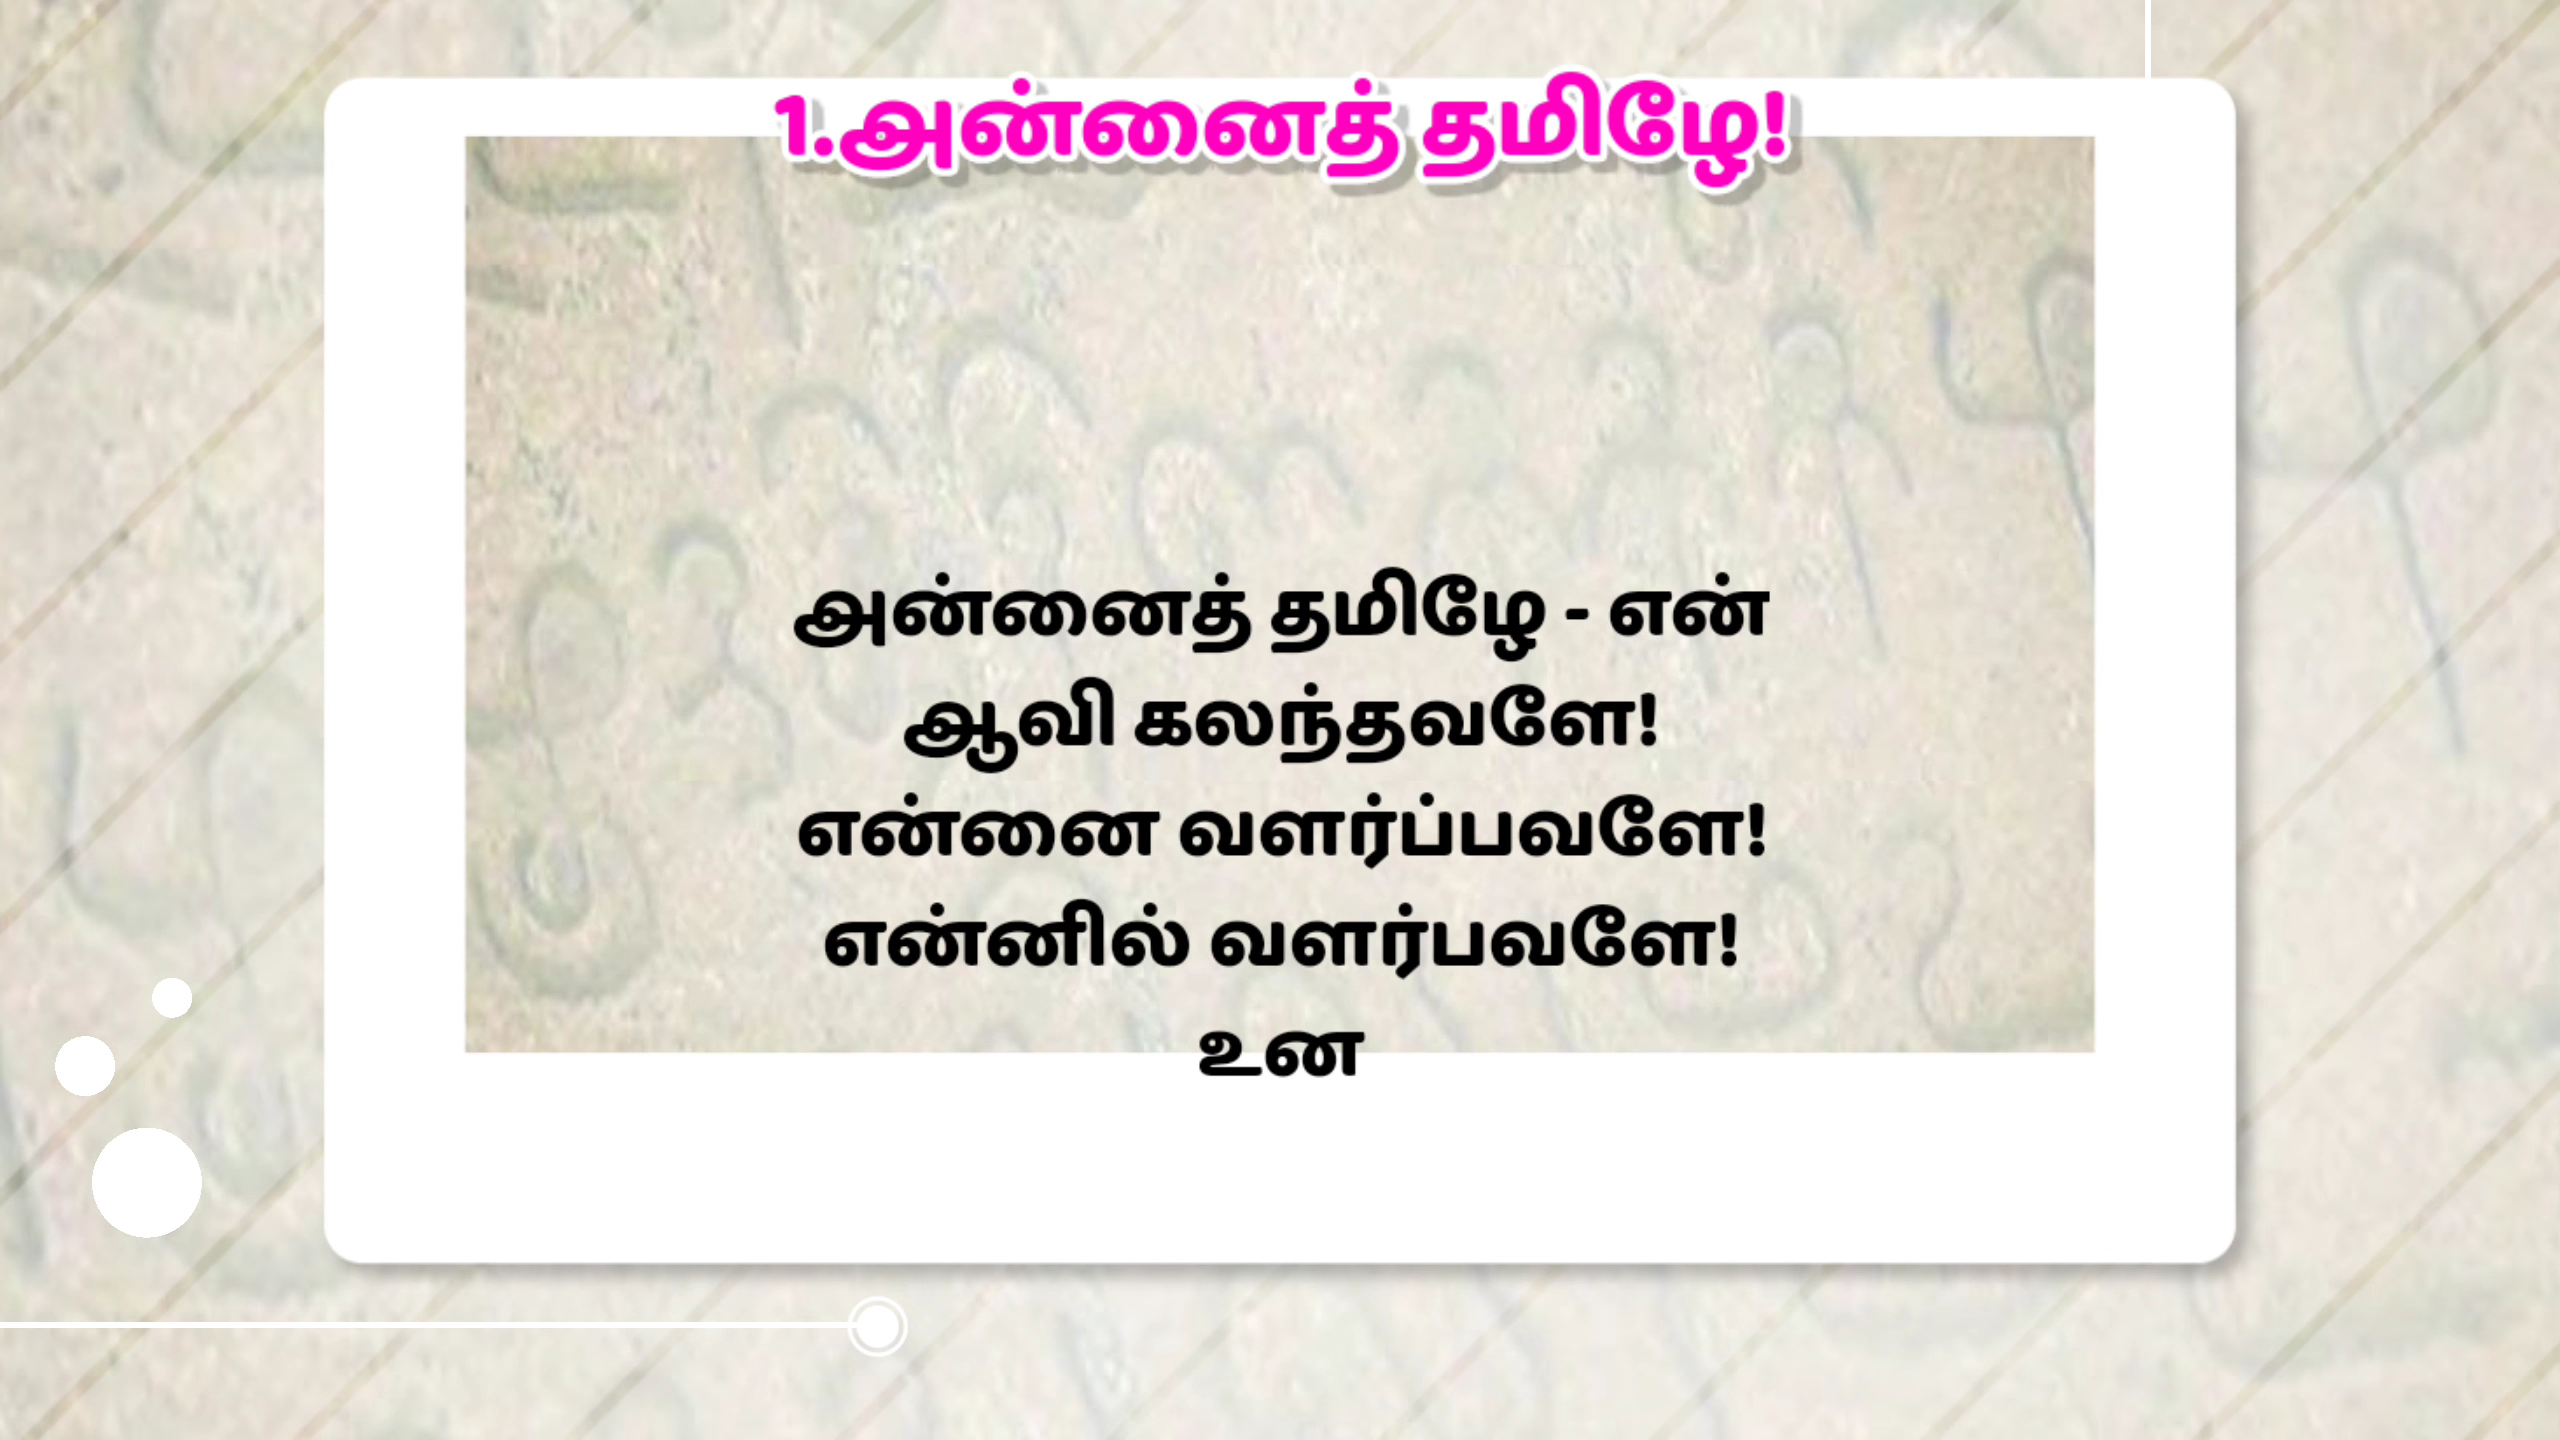 1.அன்னைத் தமிழே!
அன்னைத் தமிழே - என்
ஆவி கலந்தவளே!
என்னை வளர்ப்பவளே!
என்னில் வளர்பவளே!
உன